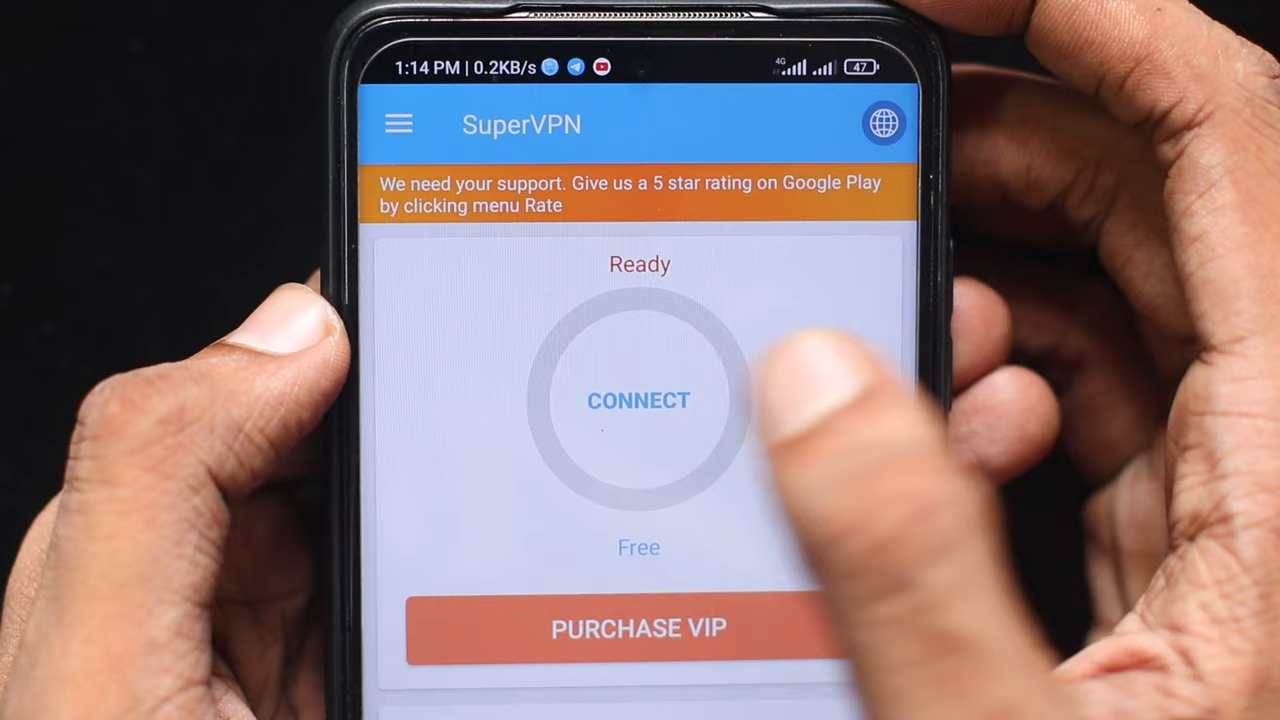 1:14 PM | 0.2KB/s
4G
47
SuperVPN
We need your support. Give us a 5 star rating on Google Play
by clicking menu Rate
Ready
CONNECT
Free
PURCHASE VIP